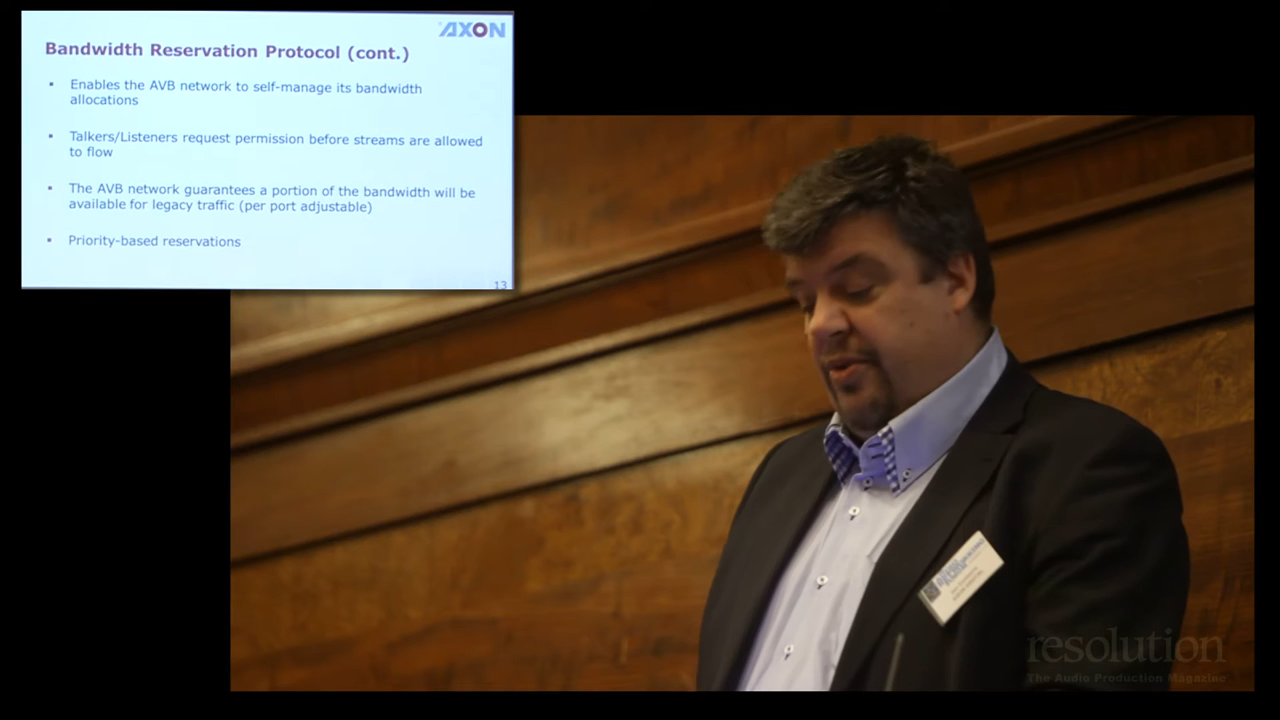 AXON
Bandwidth Reservation Protocol (cont.)
• Enables the AVB network to self-manage its bandwidth
allocations
• Talkers/Listeners request permission before streams are allowed
to flow
• The AVB network guarantees a portion of the bandwidth will be
available for legacy traffic (per port adjustable)
• Priority-based reservations
13
resolution
The Audio Production Magazine